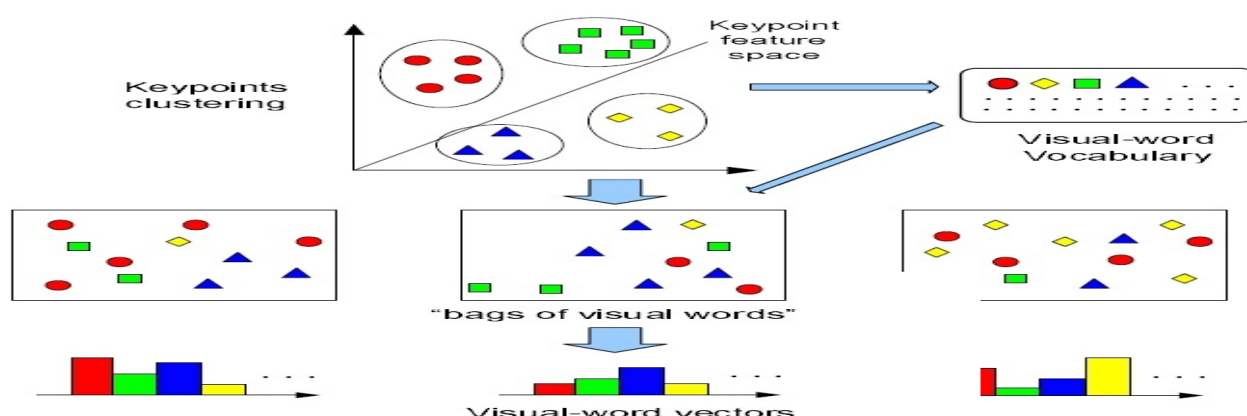 Keypoint
feature
space
Keypoints
clustering
Visual-word
Vocabulary
“bags of visual words”
Visual-word vectors